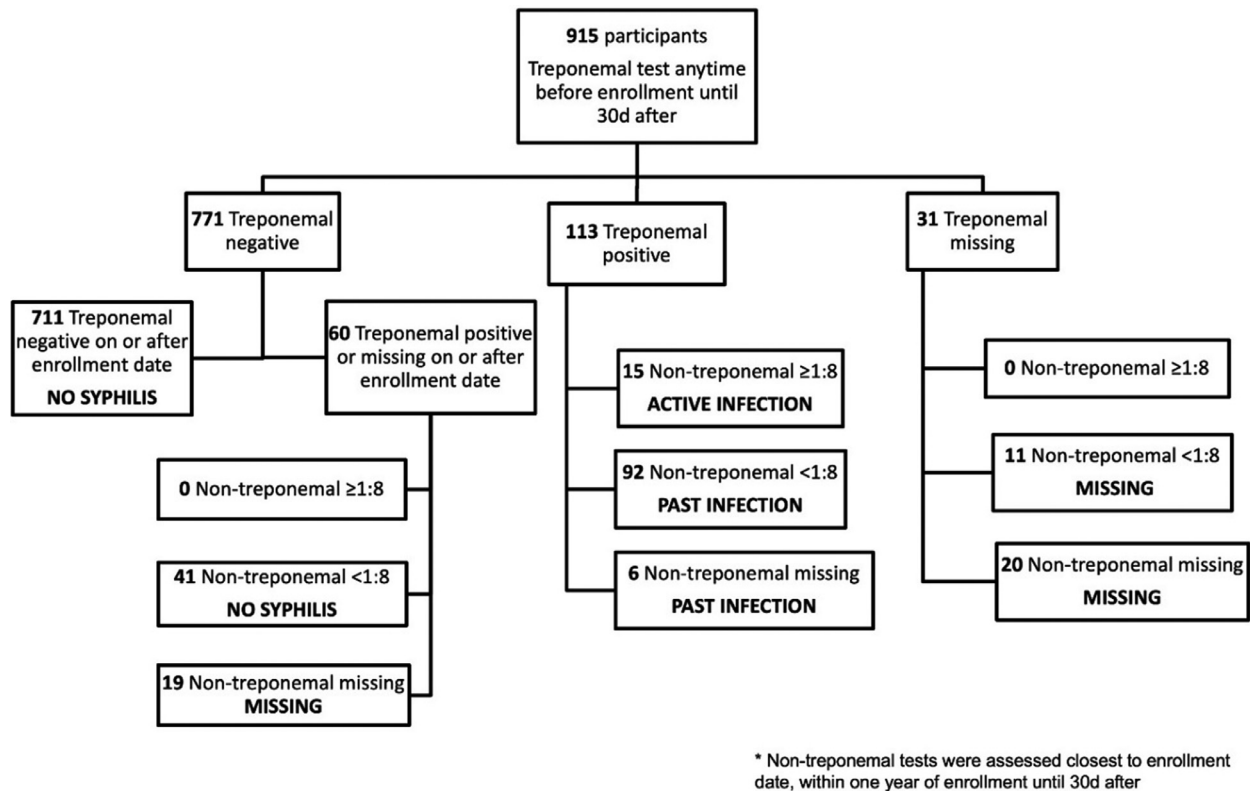 915 participants
Treponemal test anytime
before enrollment until
30d after
771 Treponemal
negative
113 Treponemal
positive
31 Treponemal
missing
711 Treponemal
negative on or after
enrollment date
NO SYPHILIS
60 Treponemal positive
or missing on or after
enrollment date
0 Non-treponemal ≥1:8
41 Non-treponemal <1:8
NO SYPHILIS
19 Non-treponemal missing
MISSING
15 Non-treponemal ≥1:8
ACTIVE INFECTION
92 Non-treponemal <1:8
PAST INFECTION
6 Non-treponemal missing
PAST INFECTION
0 Non-treponemal ≥1:8
11 Non-treponemal <1:8
MISSING
20 Non-treponemal missing
MISSING
* Non-treponemal tests were assessed closest to enrollment
date, within one year of enrollment until 30d after